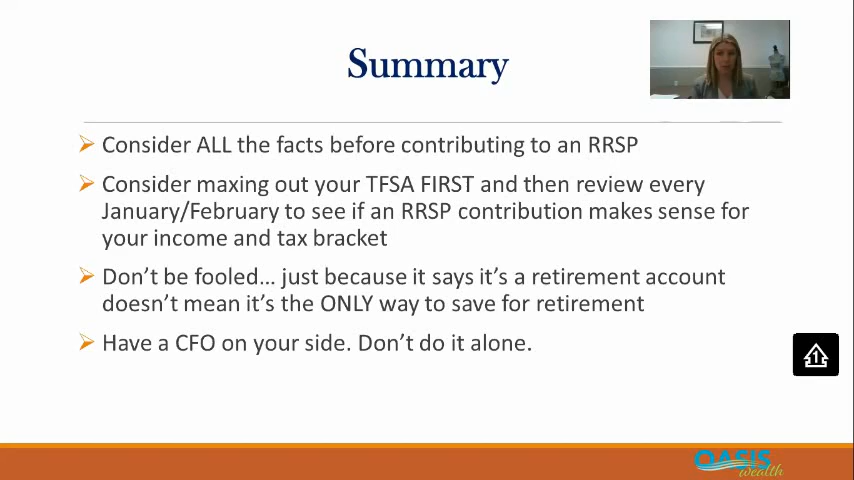 Summary
Consider ALL the facts before contributing to an RRSP
Consider maxing out your TFSA FIRST and then review every
January/February to see if an RRSP contribution makes sense for
your income and tax bracket
Don't be fooled... just because it says it's a retirement account
doesn't mean it's the ONLY way to save for retirement
Have a CFO on your side. Don't do it alone.
1
OASIS
wealth